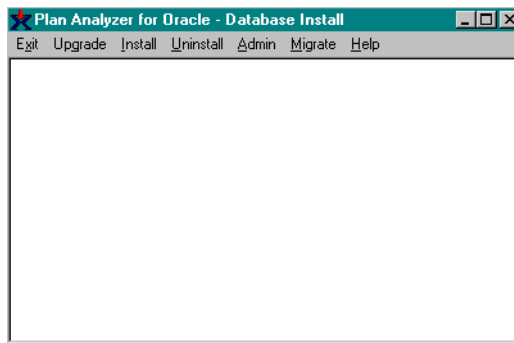 Plan Analyzer for Oracle - Database Install
Exit Upgrade Install Uninstall Admin Migrate Help